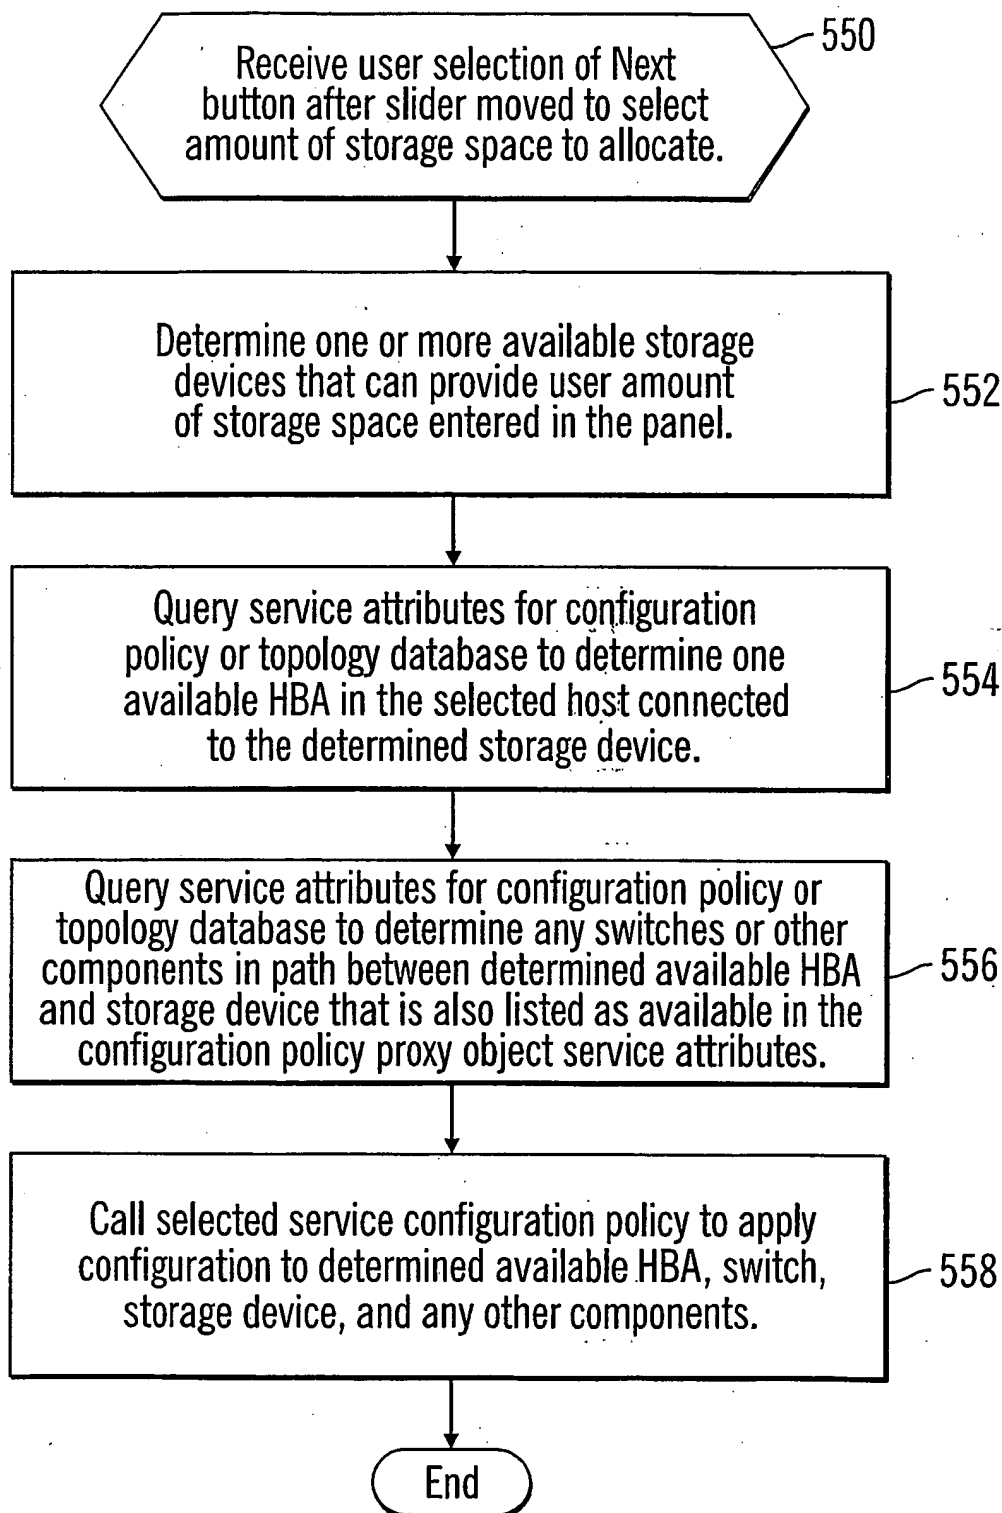 550
Receive user selection of Next
button after slider moved to select
amount of storage space to allocate.
Determine one or more available storage
devices that can provide user amount
of storage space entered in the panel.
552
Query service attributes for configuration
policy or topology database to determine one
available HBA in the selected host connected
to the determined storage device.
554
Query service attributes for configuration policy or
topology database to determine any switches or other
components in path between determined available HBA
and storage device that is also listed as available in the
configuration policy proxy object service attributes.
556
Call selected service configuration policy to apply
configuration to determined available HBA, switch,
storage device, and any other components.
558
End